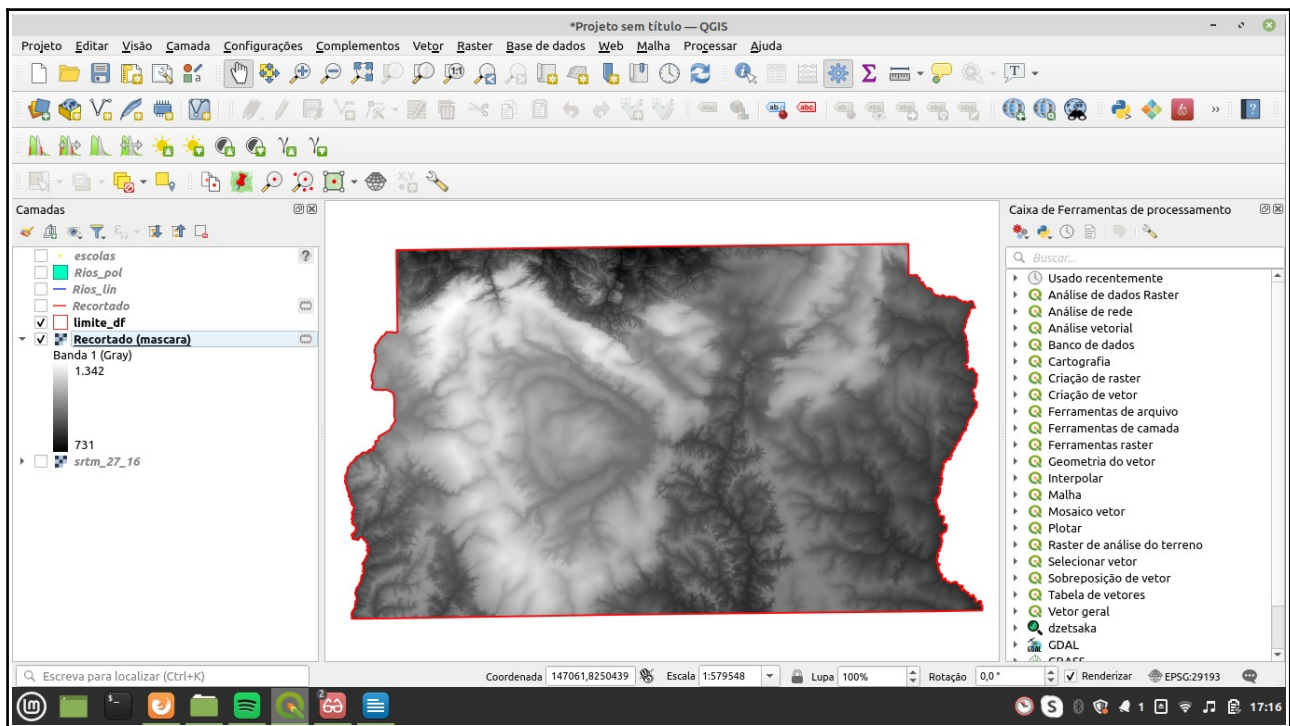 *Projeto sem título — QGIS
Projeto Editar Visão Camada Configurações Complementos Vetor Raster Base de dados Web Malha Processar Ajuda
Camadas
escolas
Rios_pol
Rios_lin
Recortado
limite_df
Recortado (mascara)
Banda 1 (Gray)
1.342
731
srtm_27_16
Caixa de Ferramentas de processamento
Buscar...
Usado recentemente
Análise de dados Raster
Análise de rede
Análise vetorial
Banco de dados
Cartografia
Criação de raster
Criação de vetor
Ferramentas de arquivo
Ferramentas de camada
Ferramentas raster
Geometria do vetor
Interpolar
Malha
Mosaico vetor
Plotar
Raster de análise do terreno
Selecionar vetor
Sobreposição de vetor
Tabela de vetores
Vetor geral
dzetsaka
GDAL
Escreva para localizar (Ctrl+K)
Coordenada 147061,8250439 Escala 1:579548 Lupa 100% Rotação 0,0 ° Renderizar EPSG:29193
2
1 17:16